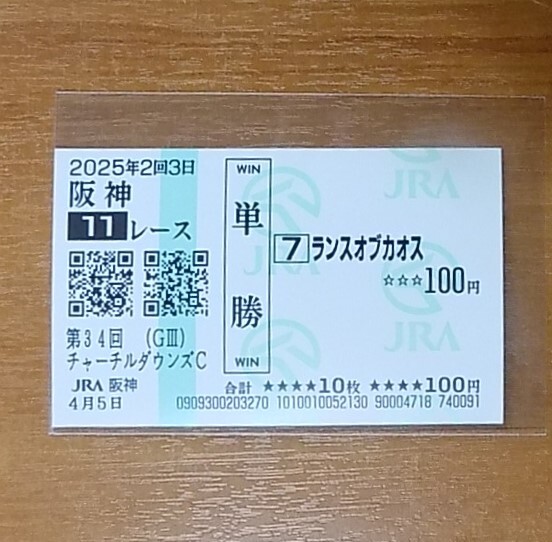 2025年2回3日
阪神
11レース
第34回 (GⅢ)
チャーチルダウンズC
JRA 阪神
4月5日
WIN
単勝
WIN
7 ランスオブカオス
☆☆☆100円
合計 ★★★★10枚 ★★★★100円
0909300203270 1010010052130 90004718 740091
JRA
JRA